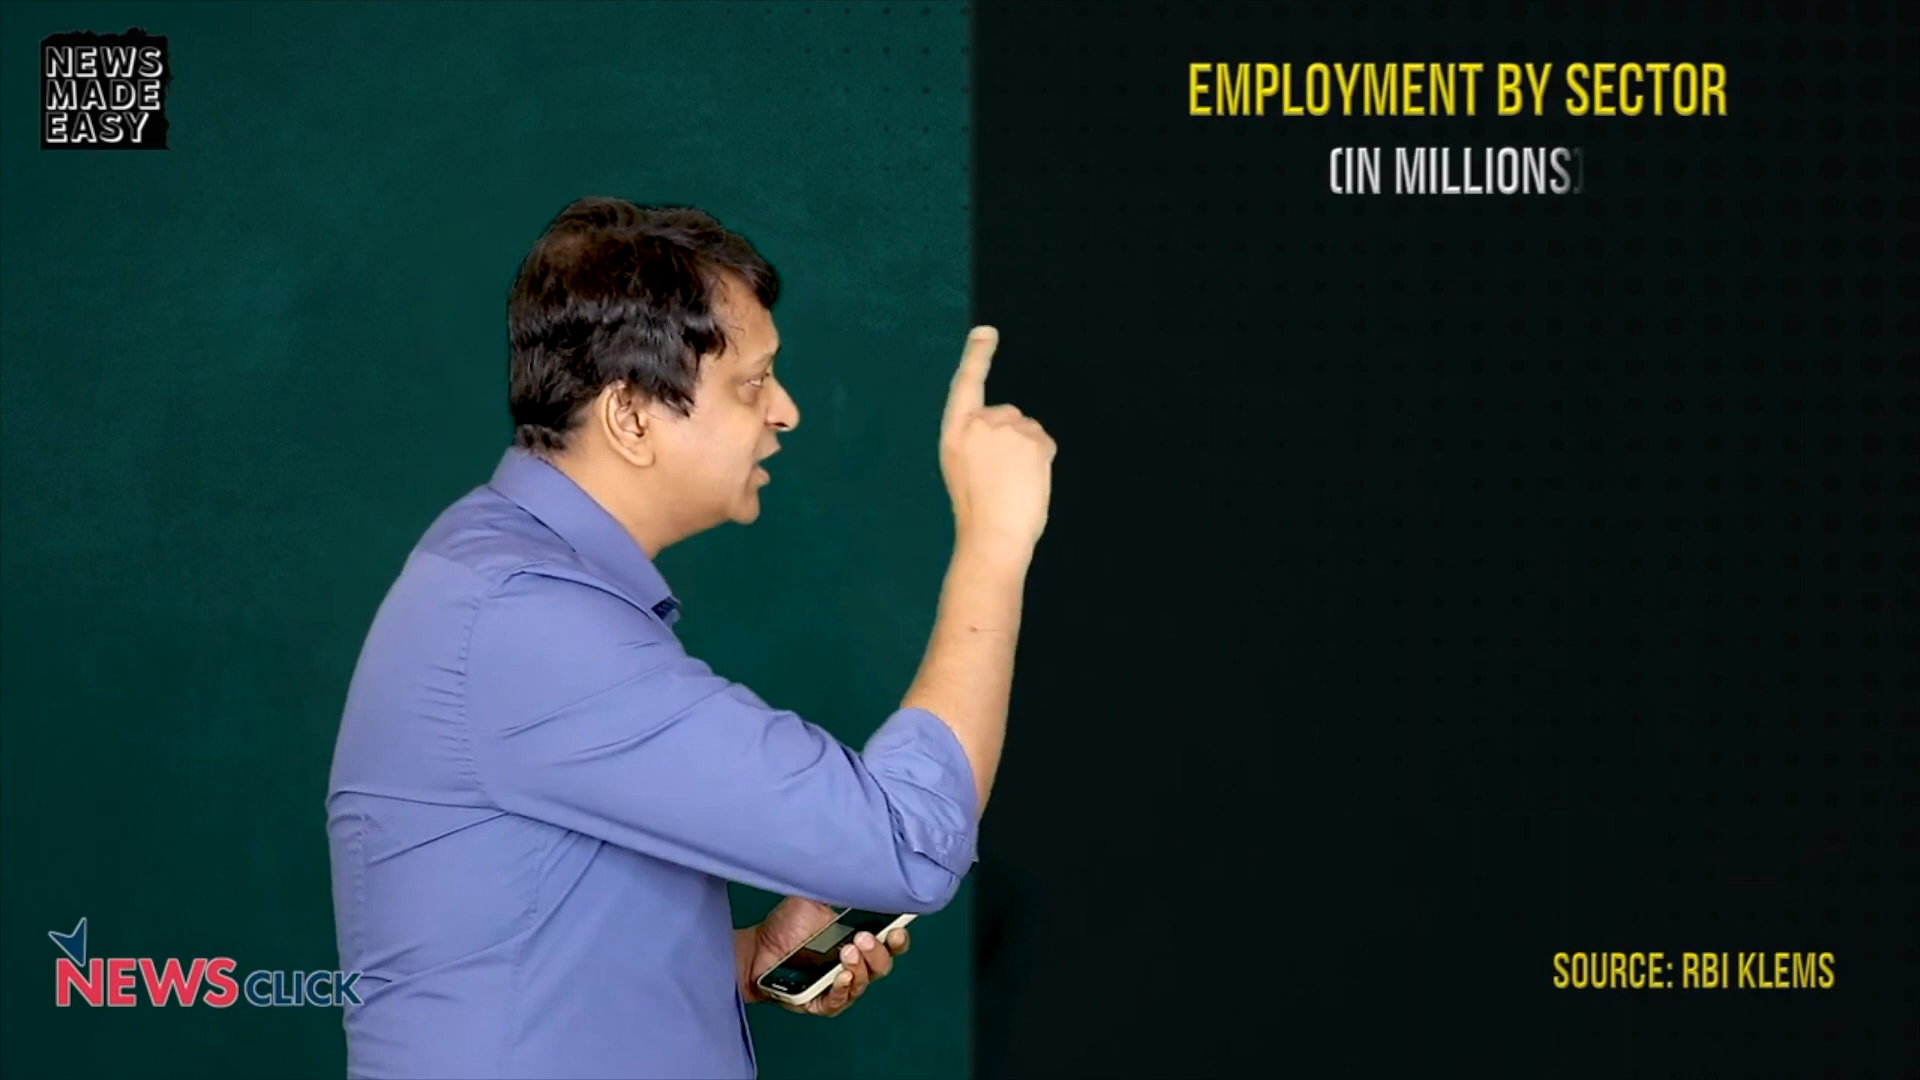 NEWS
MADE
EASY
EMPLOYMENT BY SECTOR
(IN MILLIONS)
NEWSCLICK
SOURCE: RBI KLEMS